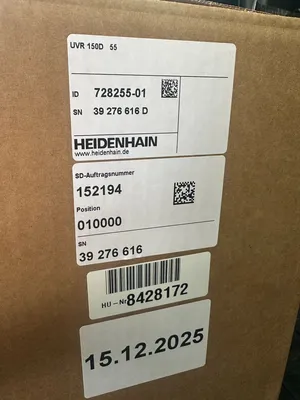 UVR 150D 55
ID 728255-01
SN 39 276 616 D
HEIDENHAIN
www.heidenhain.de
SD-Auftragsnummer
152194
Position
010000
SN
39 276 616
HU-Nr 8428172
15.12.2025